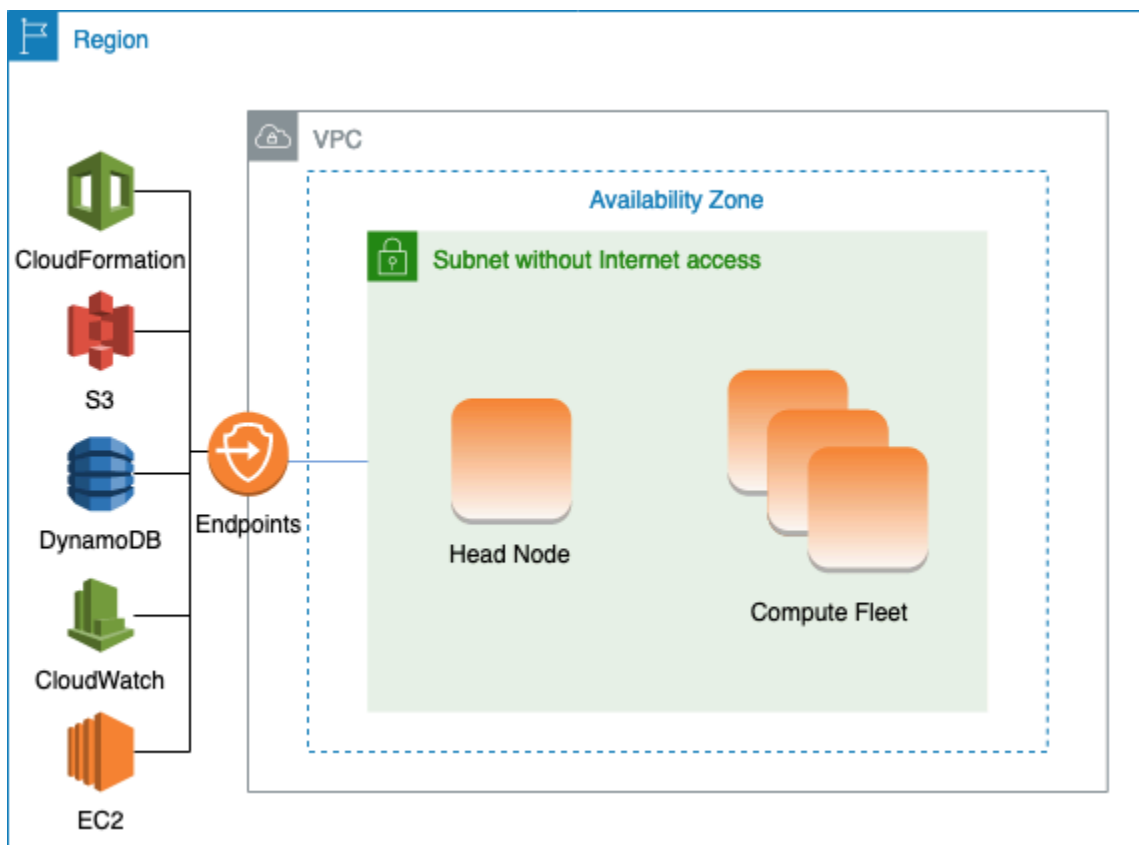 Region
VPC
Availability Zone
Subnet without Internet access
CloudFormation
S3
DynamoDB
Endpoints
Head Node
Compute Fleet
CloudWatch
EC2